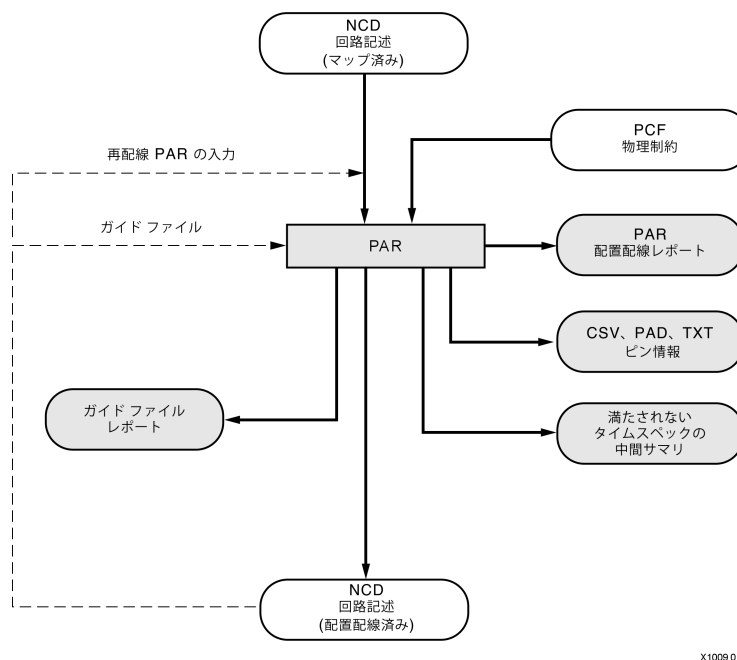 NCD
回路記述
(マップ済み)
PCF
物理制約
再配線 PAR の入力
ガイド ファイル
PAR
PAR
配置配線レポート
CSV、PAD、TXT
ピン情報
ガイド ファイル
レポート
満たされない
タイムスペックの
中間サマリ
NCD
回路記述
(配置配線済み)
X1009 0